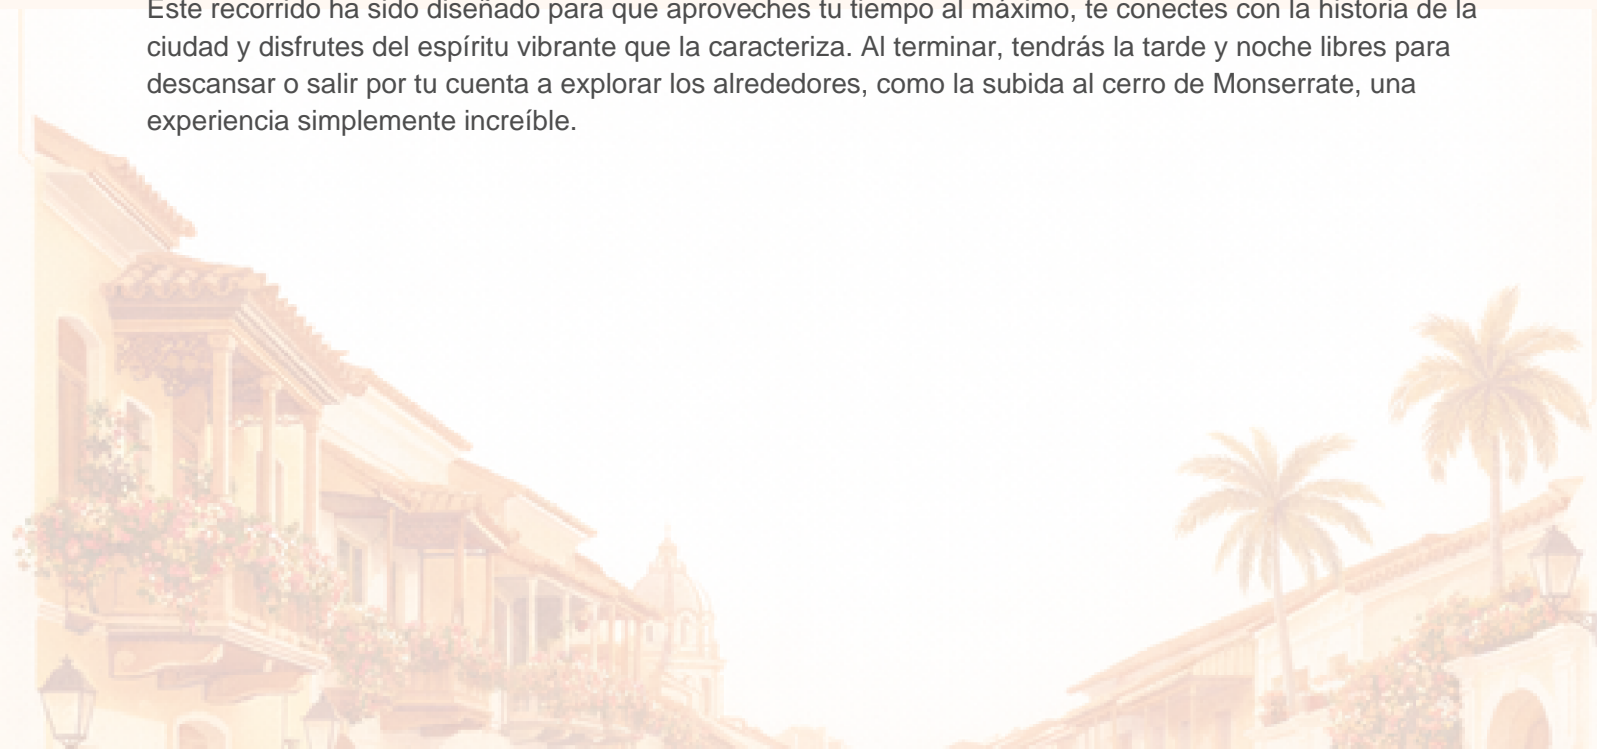 Este recorrido ha sido diseñado para que aproveches tu tiempo al máximo, te conectes con la historia de la
ciudad y disfrutes del espíritu vibrante que la caracteriza. Al terminar, tendrás la tarde y noche libres para
descansar o salir por tu cuenta a explorar los alrededores, como la subida al cerro de Monserrate, una
experiencia simplemente increíble.